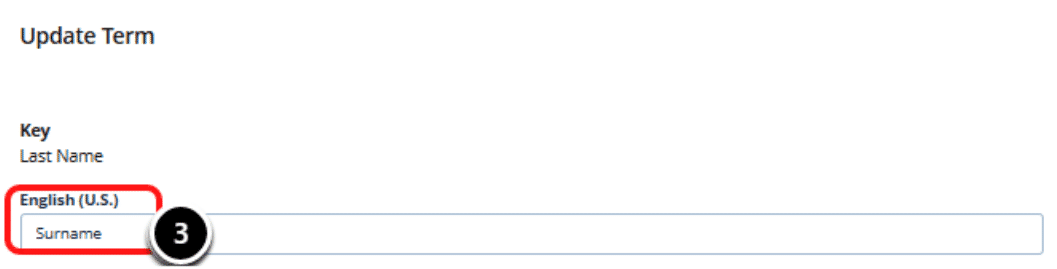 Update Term
Key
Last Name
English (U.S.)
Surname
3